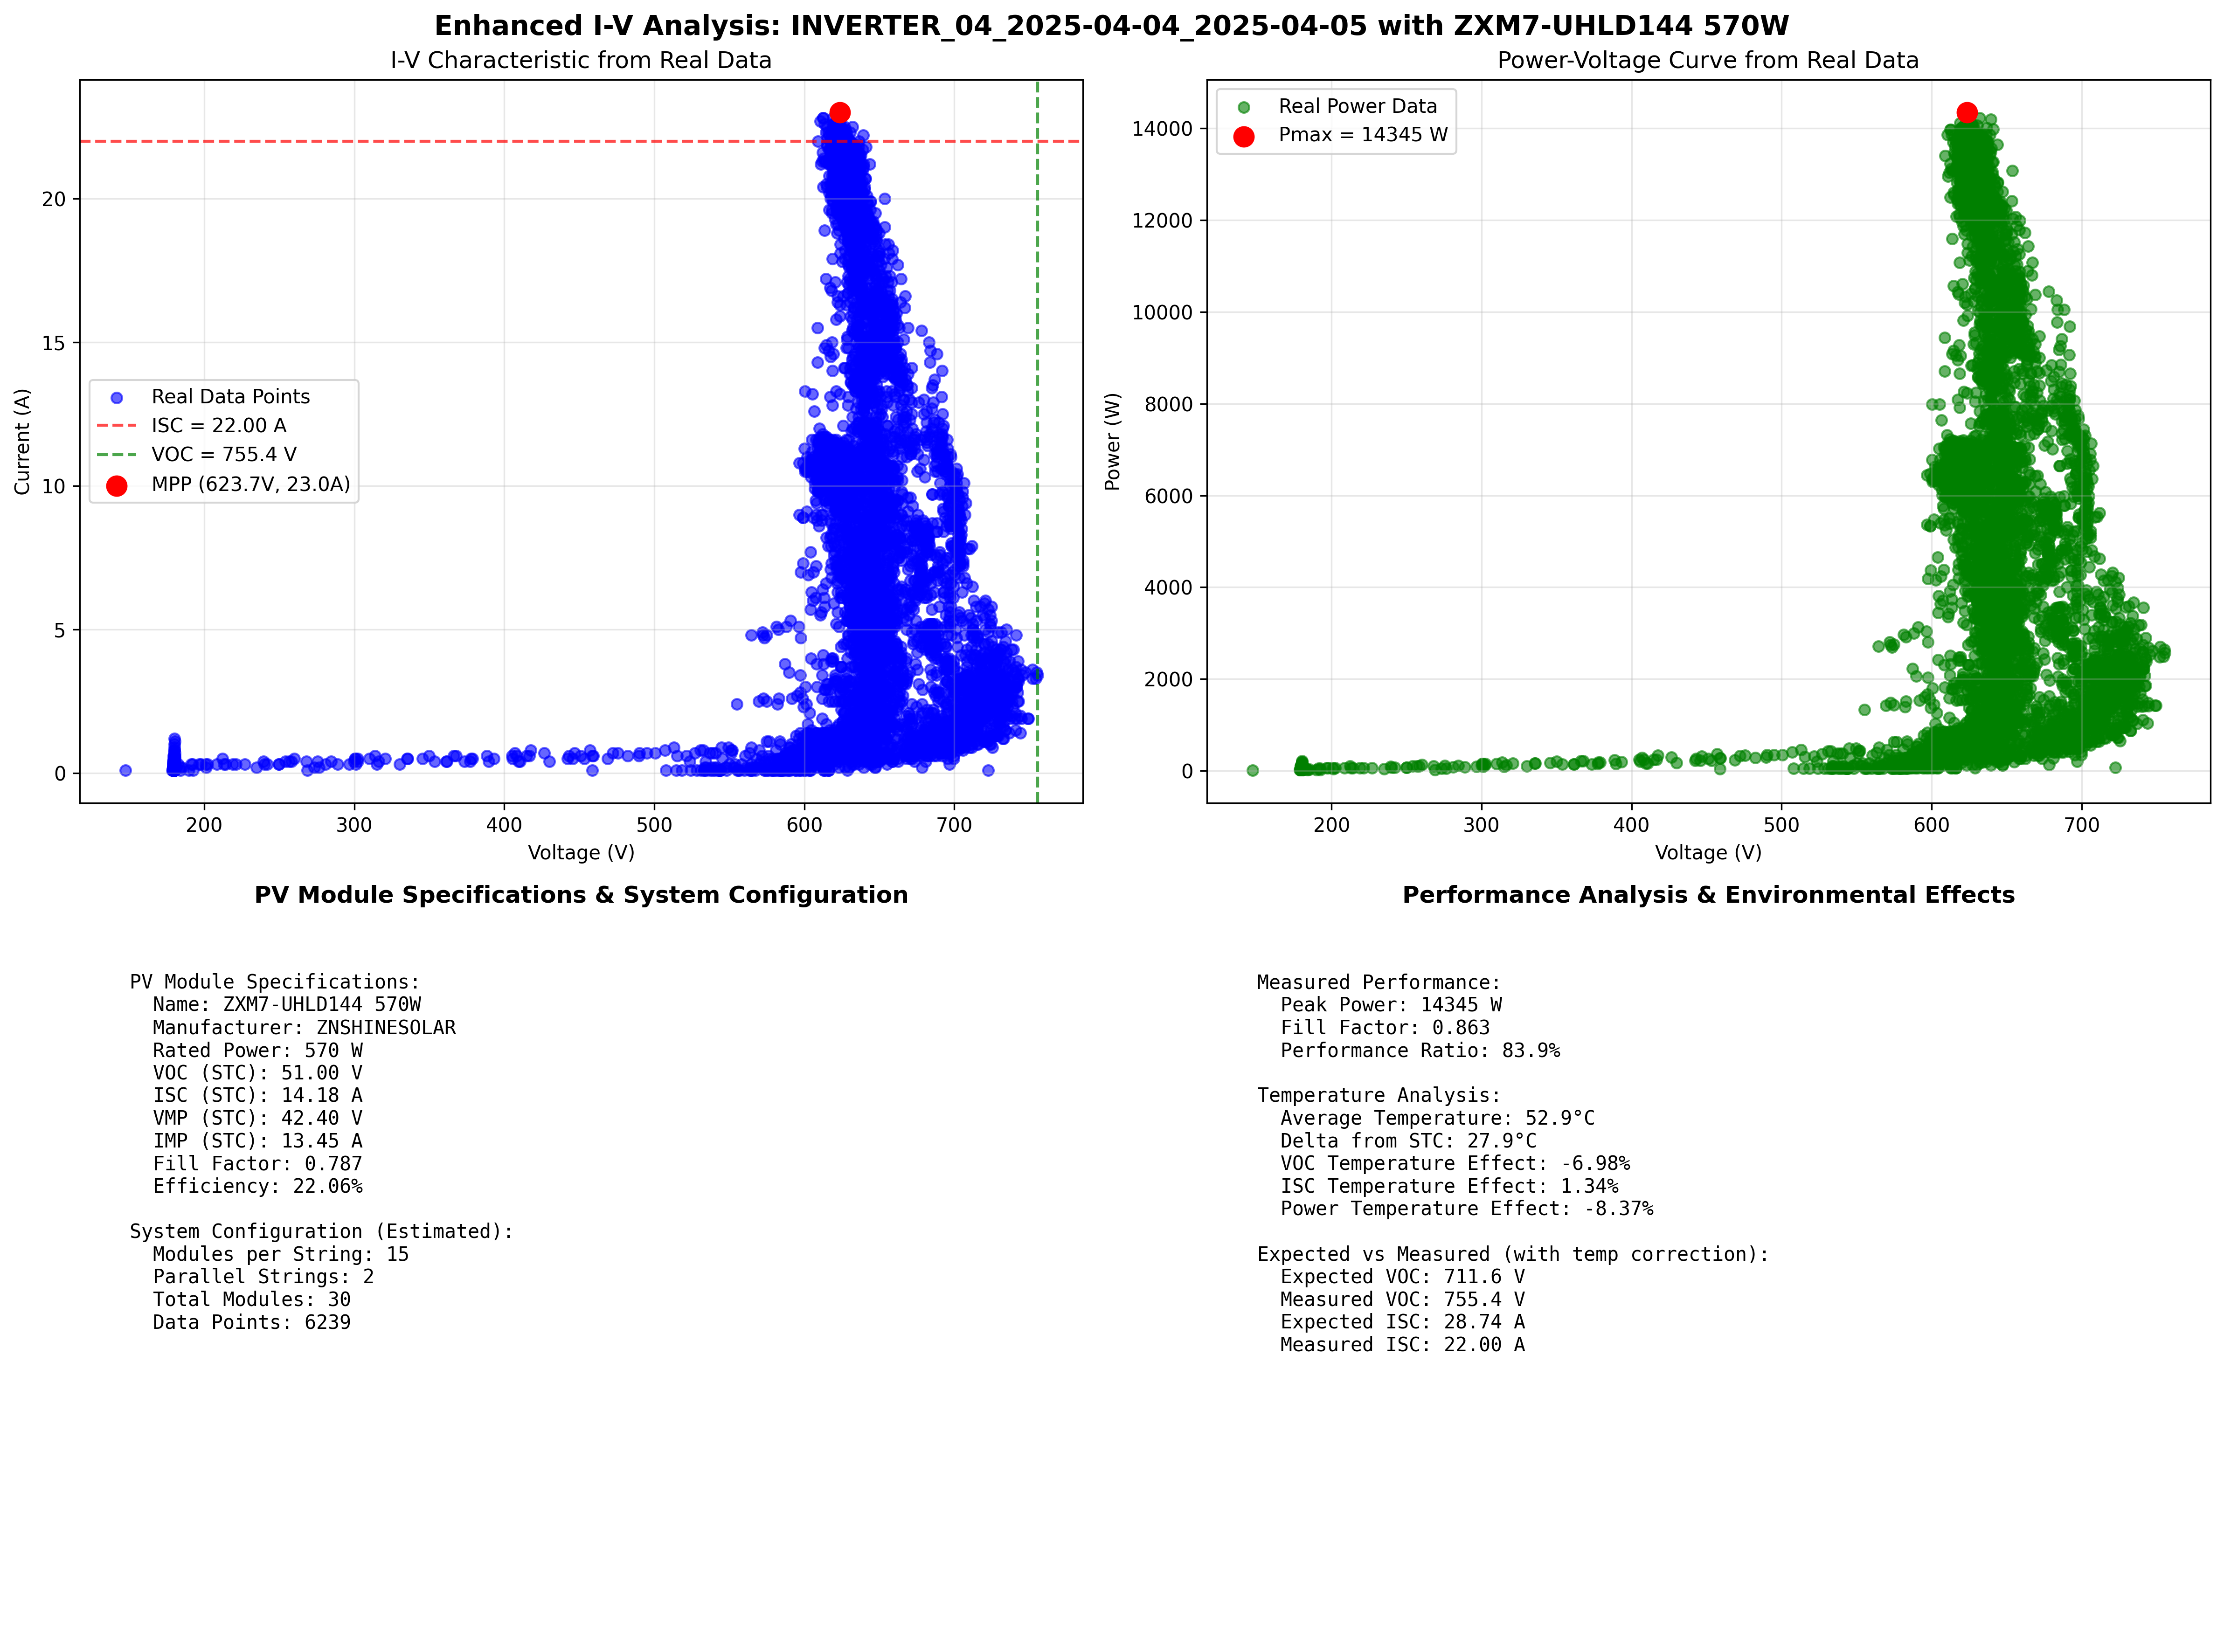 Enhanced I-V Analysis: INVERTER_04_2025-04-04_2025-04-05 with ZXM7-UHLD144 570W
I-V Characteristic from Real Data
Current (A)
20
15
10
5
0
Real Data Points
ISC = 22.00 A
VOC = 755.4 V
MPP (623.7V, 23.0A)
200
300
400
500
600
700
Voltage (V)
Power-Voltage Curve from Real Data
Power (W)
14000
12000
10000
8000
6000
4000
2000
0
Real Power Data
Pmax = 14345 W
200
300
400
500
600
700
Voltage (V)
PV Module Specifications & System Configuration
PV Module Specifications:
Name: ZXM7-UHLD144 570W
Manufacturer: ZNSHINESOLAR
Rated Power: 570 W
VOC (STC): 51.00 V
ISC (STC): 14.18 A
VMP (STC): 42.40 V
IMP (STC): 13.45 A
Fill Factor: 0.787
Efficiency: 22.06%
System Configuration (Estimated):
Modules per String: 15
Parallel Strings: 2
Total Modules: 30
Data Points: 6239
Performance Analysis & Environmental Effects
Measured Performance:
Peak Power: 14345 W
Fill Factor: 0.863
Performance Ratio: 83.9%
Temperature Analysis:
Average Temperature: 52.9°C
Delta from STC: 27.9°C
VOC Temperature Effect: -6.98%
ISC Temperature Effect: 1.34%
Power Temperature Effect: -8.37%
Expected vs Measured (with temp correction):
Expected VOC: 711.6 V
Measured VOC: 755.4 V
Expected ISC: 28.74 A
Measured ISC: 22.00 A